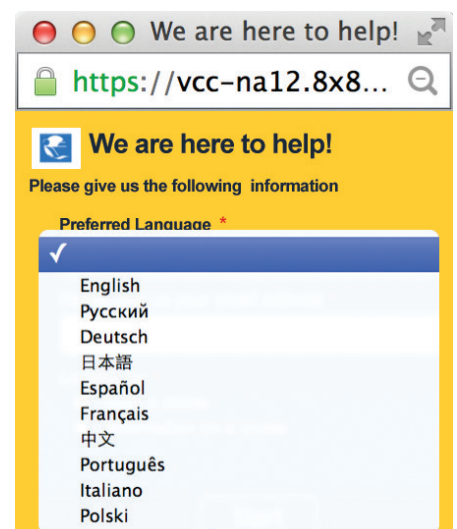 We are here to help!
https://vcc-na12.8x8...
We are here to help!
Please give us the following information
Preferred Language *
✓
English
Русский
Deutsch
日本語
Español
Français
中文
Português
Italiano
Polski